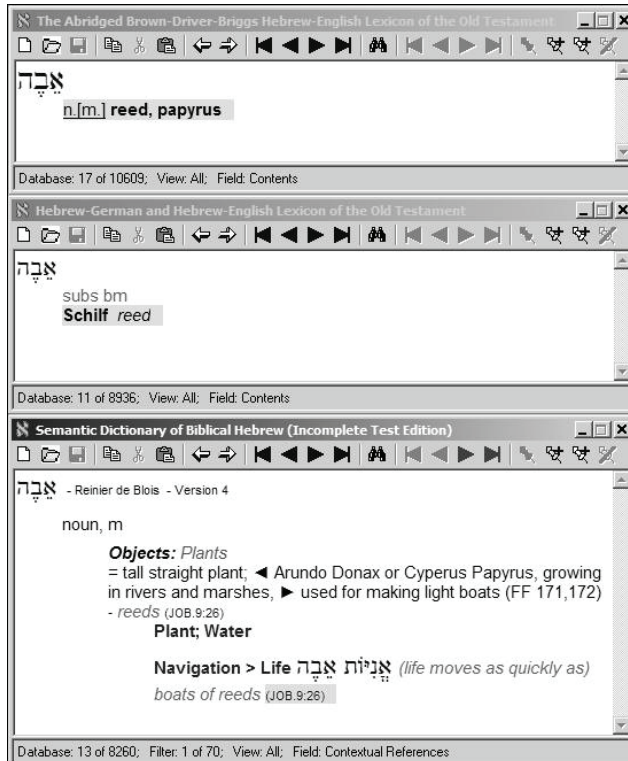 The Abridged Brown-Driver-Briggs Hebrew-English Lexicon of the Old Testament
אֵבֶה
n.[m.] reed, papyrus
Database: 17 of 10609; View: All; Field: Contents
Hebrew-German and Hebrew-English Lexicon of the Old Testament
אֵבֶה
subs bm
Schilf reed
Database: 11 of 8936; View: All; Field: Contents
Semantic Dictionary of Biblical Hebrew (Incomplete Test Edition)
אֵבֶה - Reinier de Blois - Version 4
noun, m
Objects: Plants
= tall straight plant; ◄ Arundo Donax or Cyperus Papyrus, growing
in rivers and marshes, ► used for making light boats (FF 171,172)
- reeds (JOB.9:26)
Plant; Water
Navigation > Life אֳנִיּוֹת אֵבֶה (life moves as quickly as)
boats of reeds (JOB.9:26)
Database: 13 of 8260; Filter: 1 of 70; View: All; Field: Contextual References